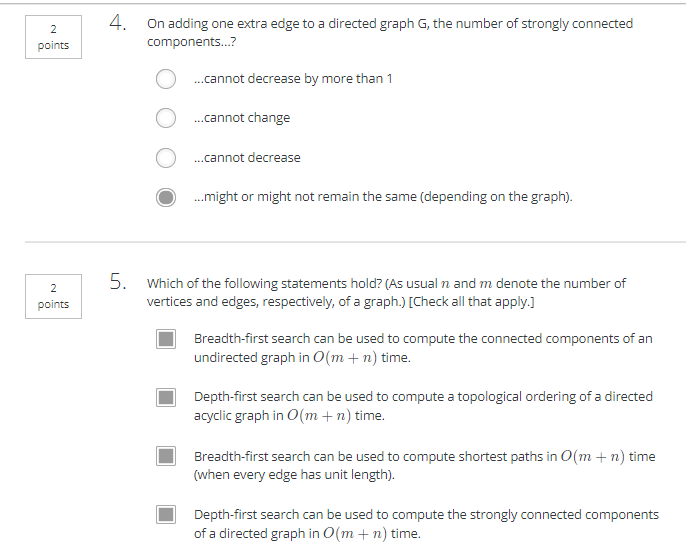 2
points
4.
On adding one extra edge to a directed graph G, the number of strongly connected
components...?
...cannot decrease by more than 1
...cannot change
...cannot decrease
...might or might not remain the same (depending on the graph).
2
points
5.
Which of the following statements hold? (As usual n and m denote the number of
vertices and edges, respectively, of a graph.) [Check all that apply.]
Breadth-first search can be used to compute the connected components of an
undirected graph in O(m + n) time.
Depth-first search can be used to compute a topological ordering of a directed
acyclic graph in O(m + n) time.
Breadth-first search can be used to compute shortest paths in O(m + n) time
(when every edge has unit length).
Depth-first search can be used to compute the strongly connected components
of a directed graph in O(m + n) time.